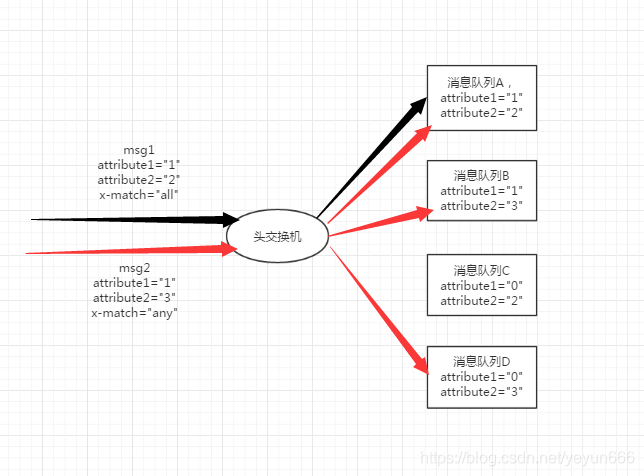 msg1
attribute1="1"
attribute2="2"
x-match="all"
msg2
attribute1="1"
attribute2="3"
x-match="any"
头交换机
消息队列A，
attribute1="1"
attribute2="2"
消息队列B
attribute1="1"
attribute2="3"
消息队列C
attribute1="0"
attribute2="2"
消息队列D
attribute1="0"
attribute2="3"
https://blog.csdn.net/yeyun666